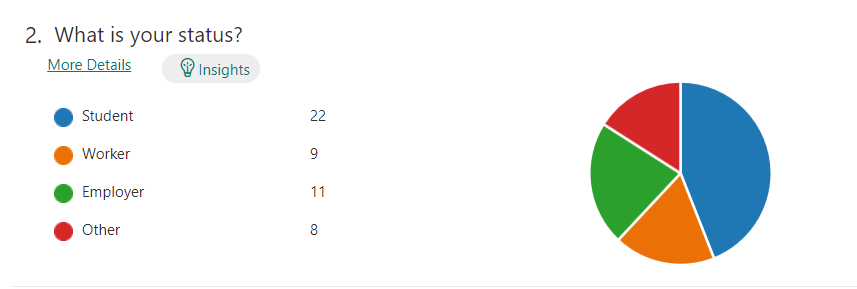 2. What is your status?
More Details Insights
Student 22
Worker 9
Employer 11
Other 8